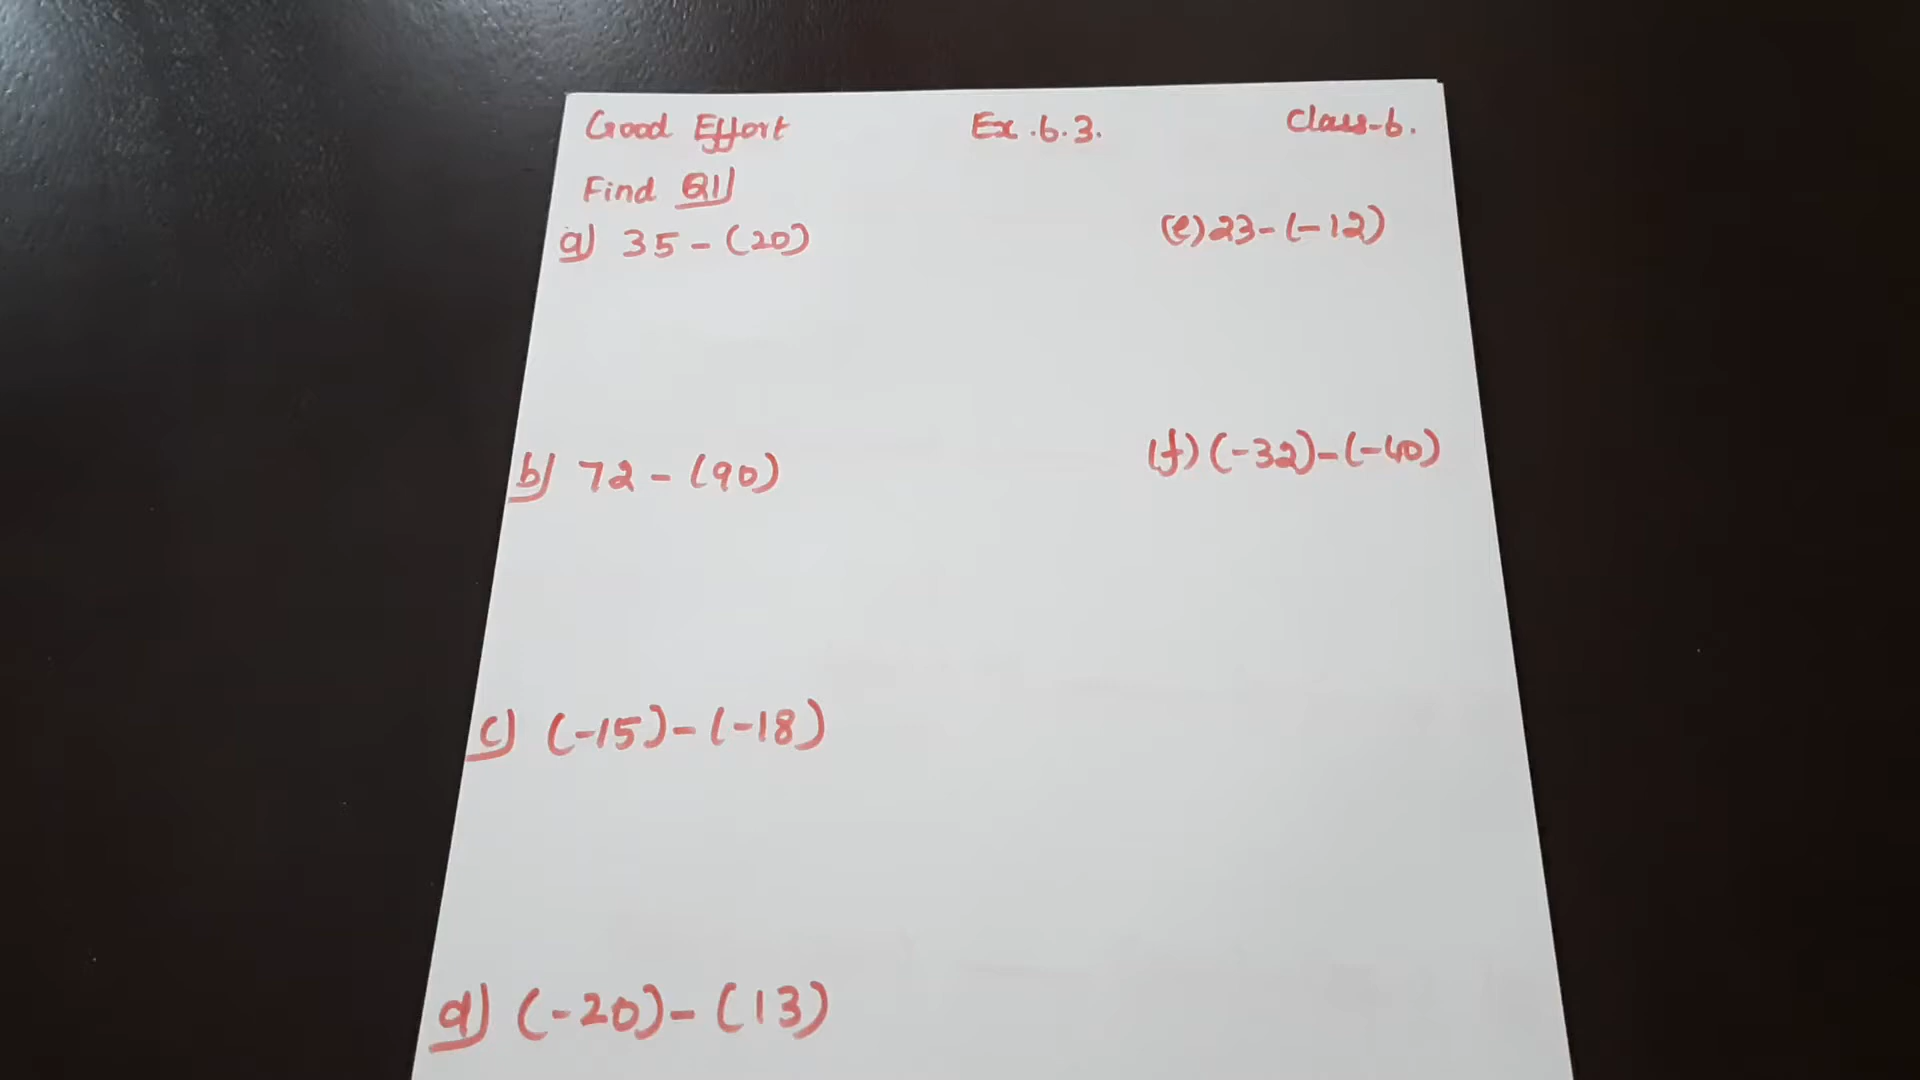 Good Effort Ex.6.3. Class-6.
Find Q1
a) 35-(20)
(e) 23-(-12)
b) 72-(90)
(f) (-32)-(-40)
c) (-15)-(-18)
d) (-20)-(13)